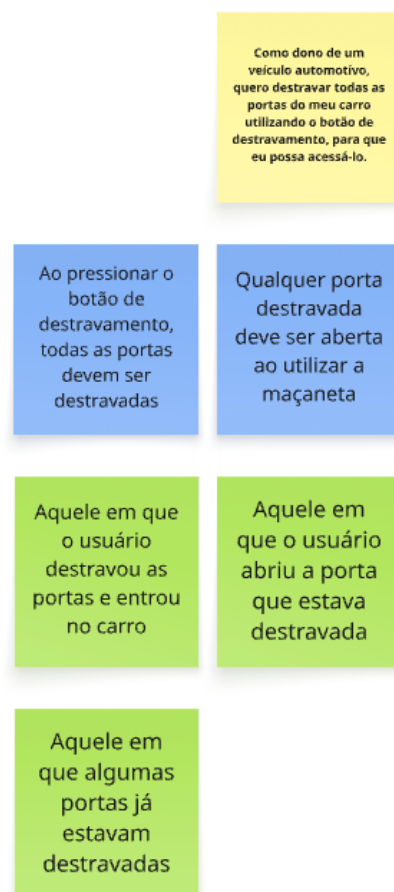 Como dono de um
veículo automotivo,
quero destravar todas as
portas do meu carro
utilizando o botão de
destravamento, para que
eu possa acessá-lo.
Ao pressionar o
botão de
destravamento,
todas as portas
devem ser
destravadas
Qualquer porta
destravada
deve ser aberta
ao utilizar a
maçaneta
Aquele em que
o usuário
destravou as
portas e entrou
no carro
Aquele em
que o usuário
abriu a porta
que estava
destravada
Aquele em
que algumas
portas já
estavam
destravadas